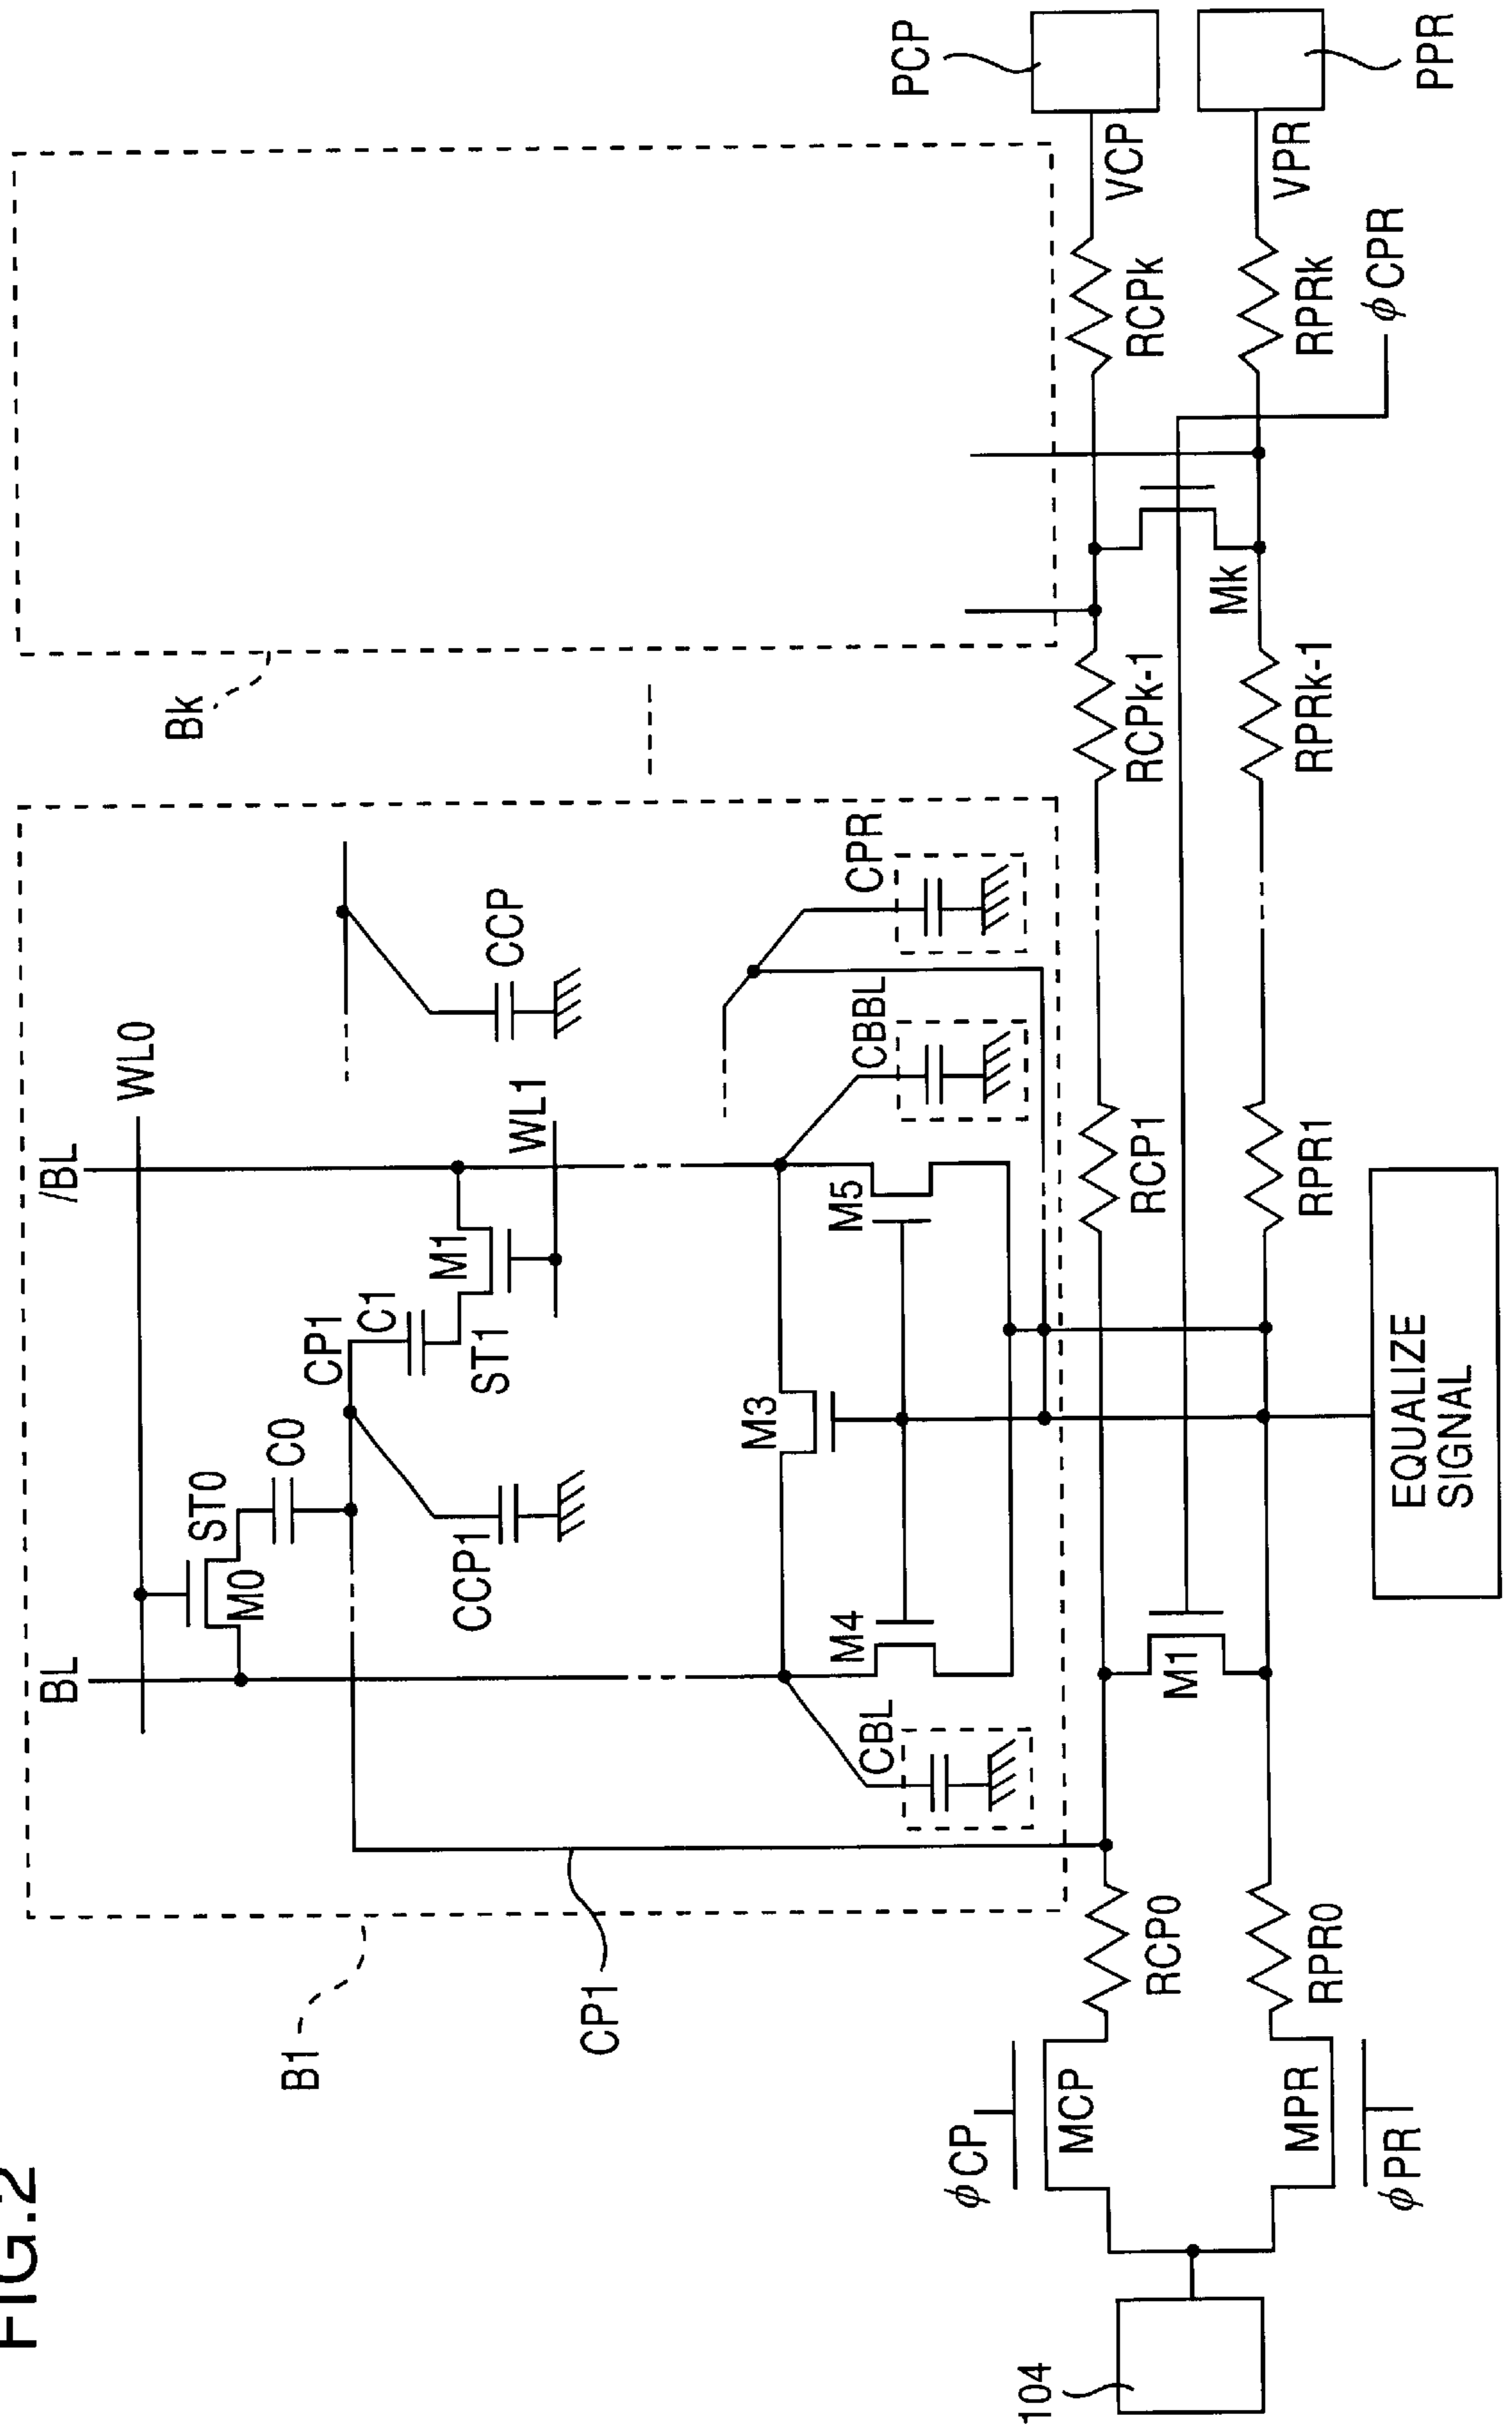 FIG.2
BL
/BL
WL0
ST0
M0
C0
CP1
C1
M1
ST1
WL1
CCP1
CCP
Bk
B1
CP1
M3
M4
M5
CBL
CBBL
CPR
PCP
PPR
VCP
VPR
RCPk
RPRk
φCPR
Mk
RCPk-1
RPRk-1
RCP1
RPR1
M1
EQUALIZE
SIGNAL
RCP0
RPR0
φCP
MCP
MPR
φPR
104